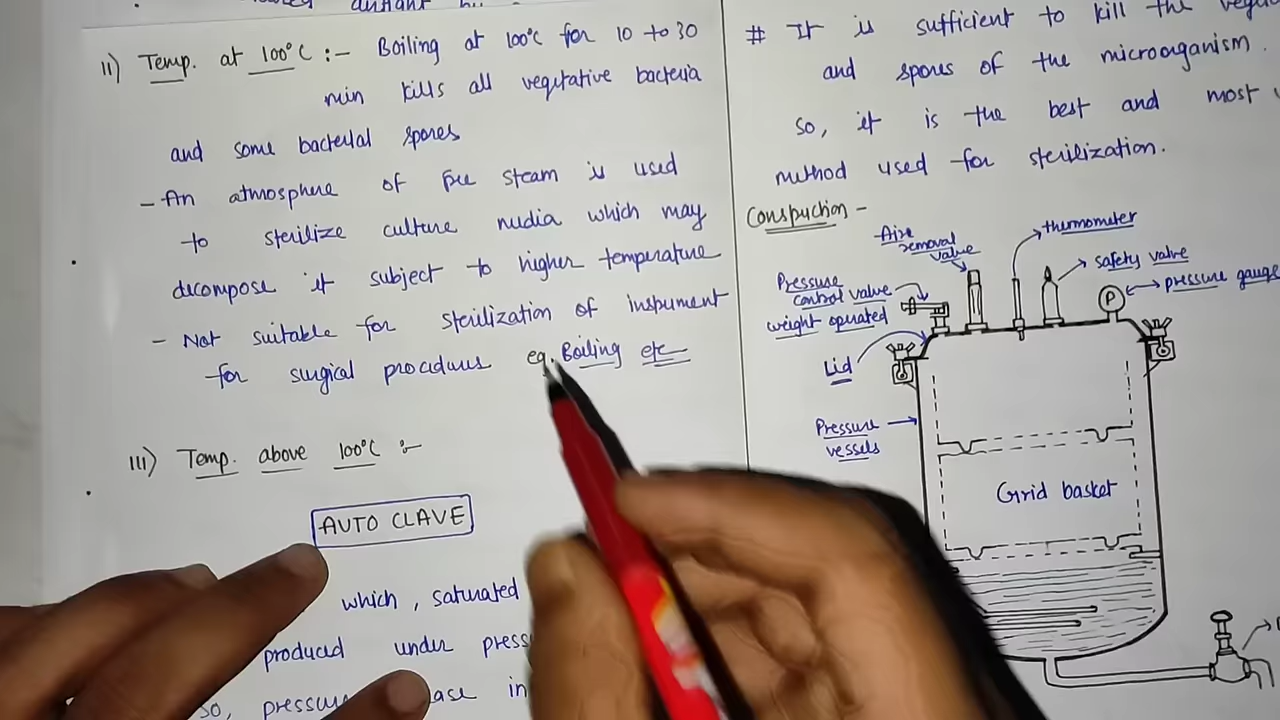 ii) Temp. at 100°C :- Boiling at 100°C for 10 to 30
min kills all vegetative bacteria
and some bacterial spores
- An atmosphere of free steam is used
to sterilize culture media which may
decompose if subject to higher temperature
- Not suitable for sterilization of instrument
for surgical procedures eg. Boiling etc
iii) Temp. above 100°C :-
AUTO CLAVE
which, saturated
produced under
so,
in
# It is sufficient to kill the
and spores of the microorganism.
so, it is the best and most
method used for sterilization.
Construction -
Air removal valve
thermometer
safety valve
pressure gauge
P
Pressure
control valve
weight operated
Lid
Pressure
vessels
Grid basket